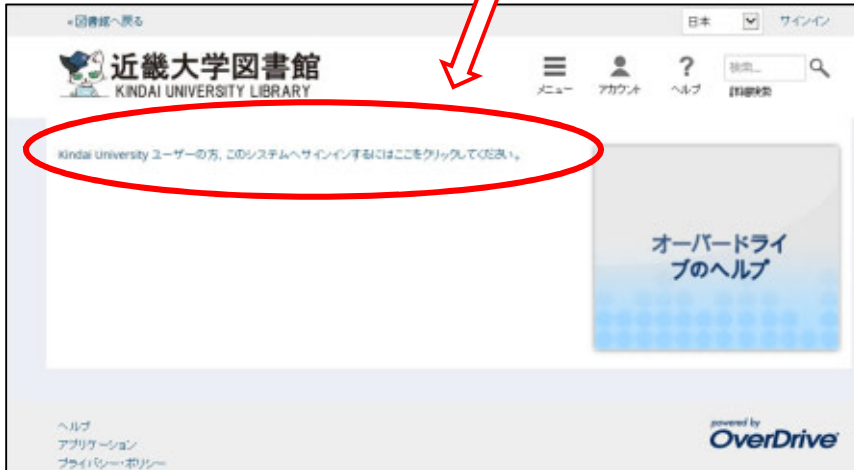 «図書館へ戻る
日本 サインイン
近畿大学図書館
KINDAI UNIVERSITY LIBRARY
メニュー アカウント ? ヘルプ 検索... 詳細検索
Kindai University ユーザーの方, このシステムへサインインするにはここをクリックしてください。
オーバードライ
ブのヘルプ
ヘルプ
アプリケーション
プライバシー・ポリシー
powered by
OverDrive